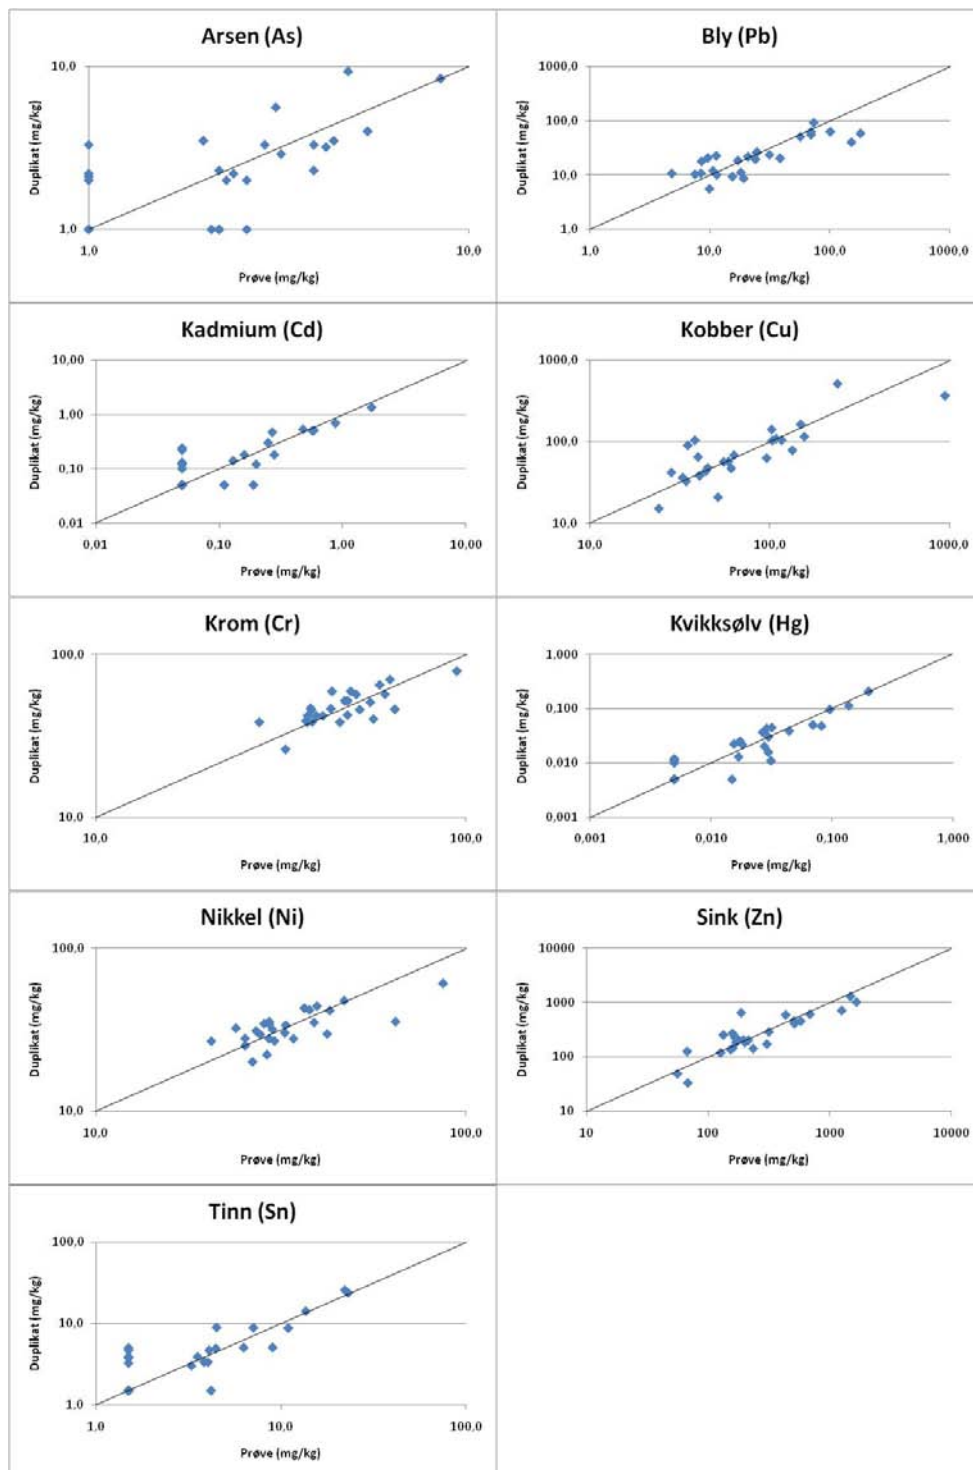 Arsen (As)
10,0
1,0
1,0
10,0
Duplikat (mg/kg)
Prøve (mg/kg)
Bly (Pb)
1000,0
100,0
10,0
1,0
1,0
10,0
100,0
1000,0
Duplikat (mg/kg)
Prøve (mg/kg)
Kadmium (Cd)
10,00
1,00
0,10
0,01
0,01
0,10
1,00
10,00
Duplikat (mg/kg)
Prøve (mg/kg)
Kobber (Cu)
1000,0
100,0
10,0
10,0
100,0
1000,0
Duplikat (mg/kg)
Prøve (mg/kg)
Krom (Cr)
100,0
10,0
10,0
100,0
Duplikat (mg/kg)
Prøve (mg/kg)
Kvikksølv (Hg)
1,000
0,100
0,010
0,001
0,001
0,010
0,100
1,000
Duplikat (mg/kg)
Prøve (mg/kg)
Nikkel (Ni)
100,0
10,0
10,0
100,0
Duplikat (mg/kg)
Prøve (mg/kg)
Sink (Zn)
10000
1000
100
10
10
100
1000
10000
Duplikat (mg/kg)
Prøve (mg/kg)
Tinn (Sn)
100,0
10,0
1,0
1,0
10,0
100,0
Duplikat (mg/kg)
Prøve (mg/kg)